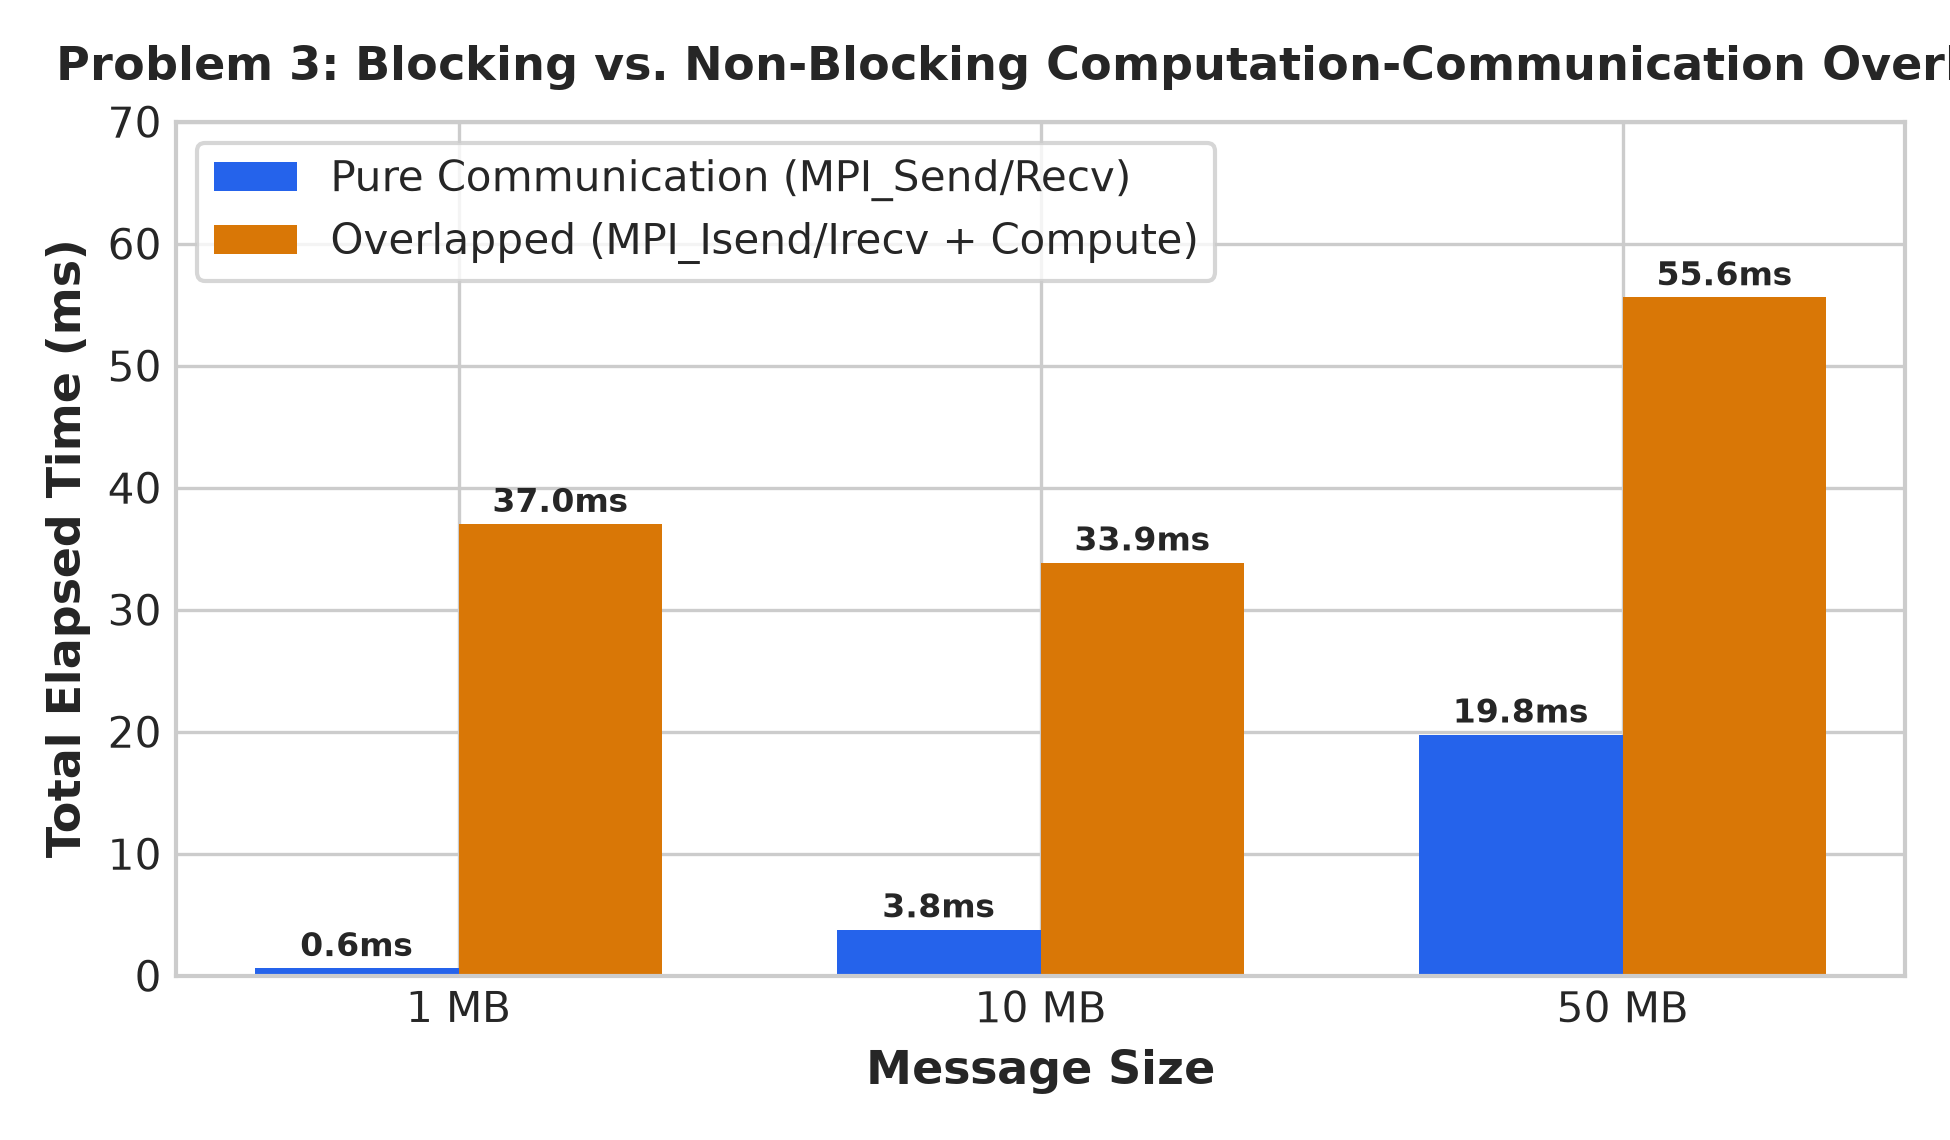 Problem 3: Blocking vs. Non-Blocking Computation-Communication
70
60
50
40
30
20
10
0
Total Elapsed Time (ms)
Pure Communication (MPI_Send/Recv)
Overlapped (MPI_Isend/Irecv + Compute)
0.6ms
37.0ms
3.8ms
33.9ms
19.8ms
55.6ms
1 MB
10 MB
50 MB
Message Size